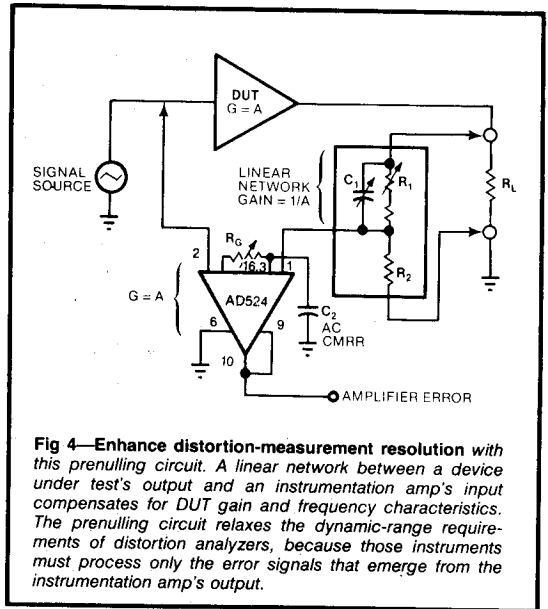 DUT
G = A
SIGNAL
SOURCE
LINEAR
NETWORK
GAIN = 1/A
C1
R1
RL
R2
RG
2
16.3
1
G = A
AD524
C2
AC
CMRR
6
9
10
AMPLIFIER ERROR
Fig 4—Enhance distortion-measurement resolution with
this prenulling circuit. A linear network between a device
under test's output and an instrumentation amp's input
compensates for DUT gain and frequency characteristics.
The prenulling circuit relaxes the dynamic-range require-
ments of distortion analyzers, because those instruments
must process only the error signals that emerge from the
instrumentation amp's output.